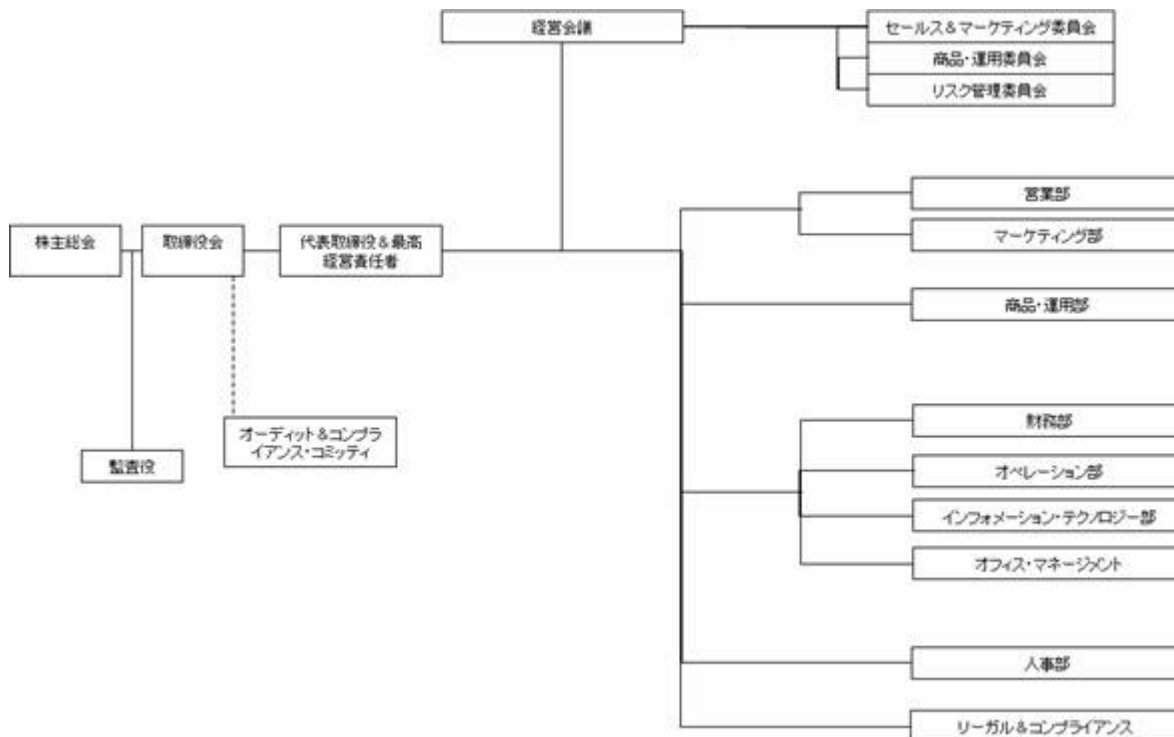 経営会議
セールス&マーケティング委員会
商品・運用委員会
リスク管理委員会
営業部
マーケティング部
株主総会
取締役会
代表取締役&最高
経営責任者
商品・運用部
財務部
オーディット&コンプラ
イアンス・コミッティ
監査役
オペレーション部
インフォメーション・テクノロジー部
オフィス・マネージメント
人事部
リーガル&コンプライアンス